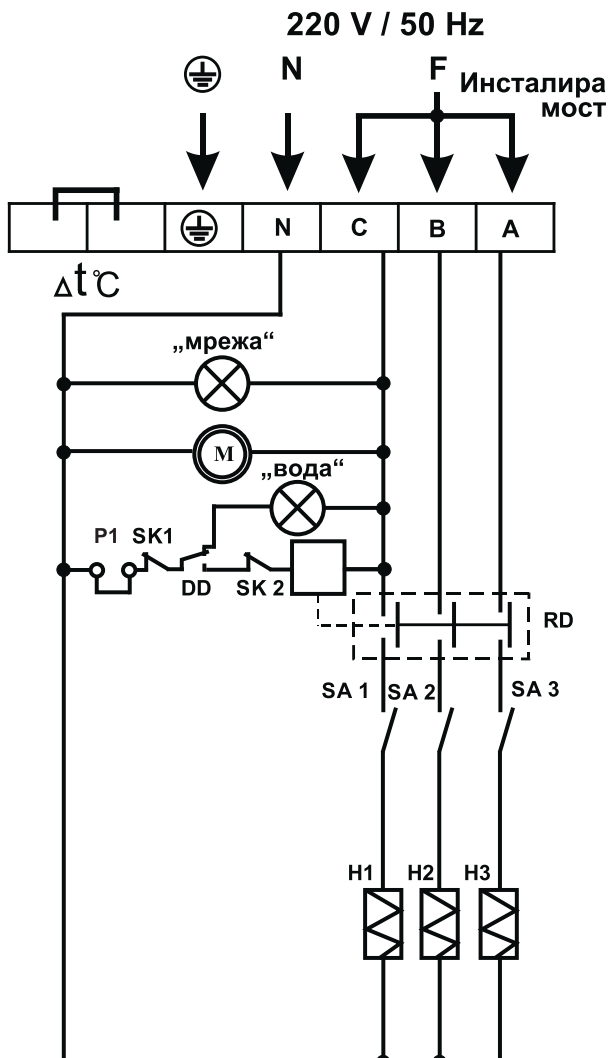 220 V / 50 Hz
N
F
Инсталира
мост
N
C
B
A
Δt°C
„мрежа“
M
„вода“
P1
SK1
DD
SK 2
RD
SA 1
SA 2
SA 3
H1
H2
H3